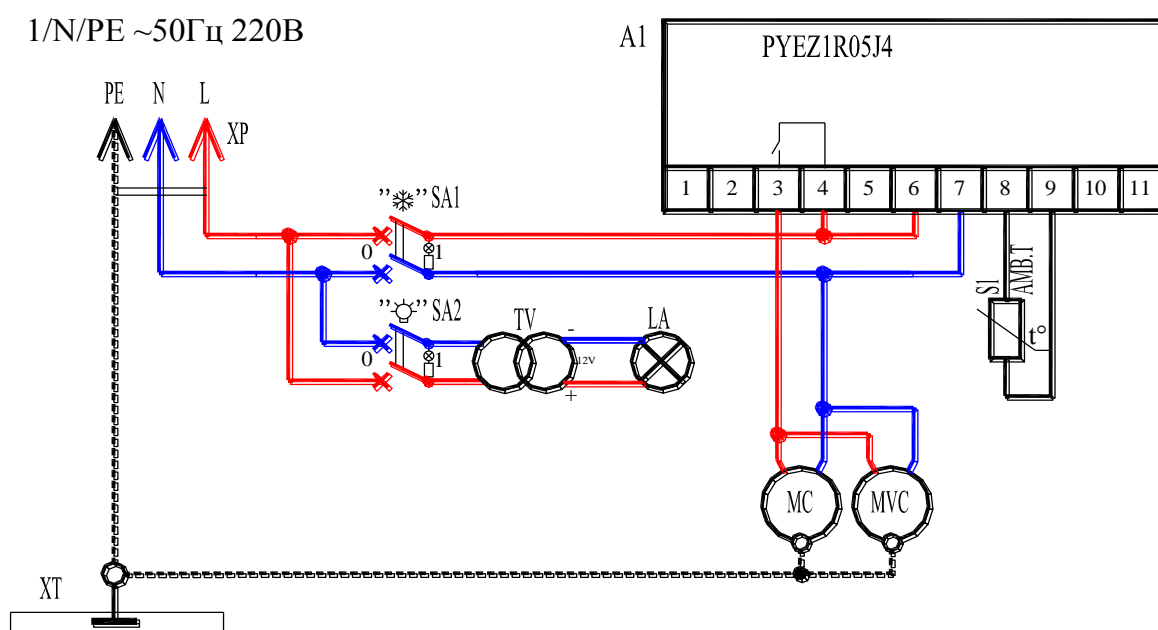 1/N/PE ~50Гц 220В
A1
PYEZ1R05J4
PE N L
XP
1 2 3 4 5 6 7 8 9 10 11
"❄" SA1
0 1
" " SA2
0 1
TV
-
12V
+
LA
S1
AMB.T
t°
MC
MVC
XT